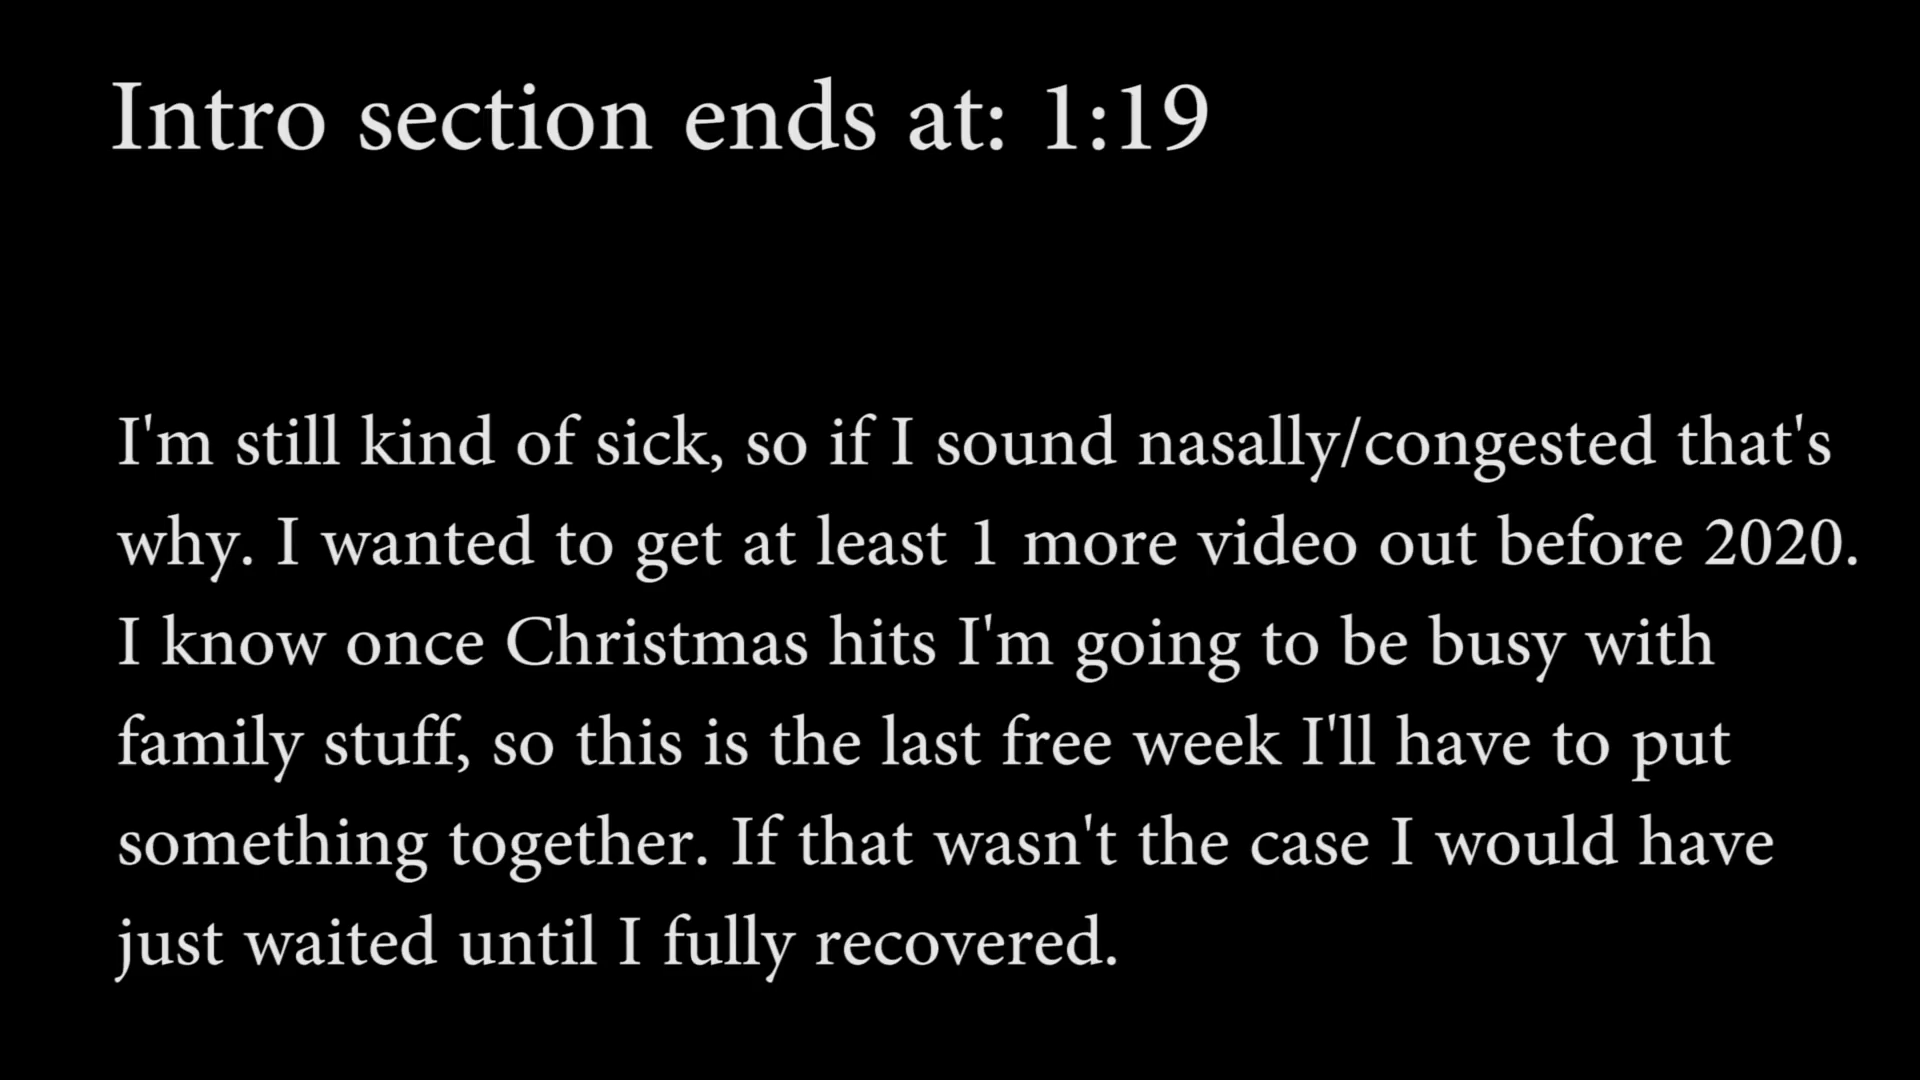 Intro section ends at: 1:19
I'm still kind of sick, so if I sound nasally/congested that's
why. I wanted to get at least 1 more video out before 2020.
I know once Christmas hits I'm going to be busy with
family stuff, so this is the last free week I'll have to put
something together. If that wasn't the case I would have
just waited until I fully recovered.